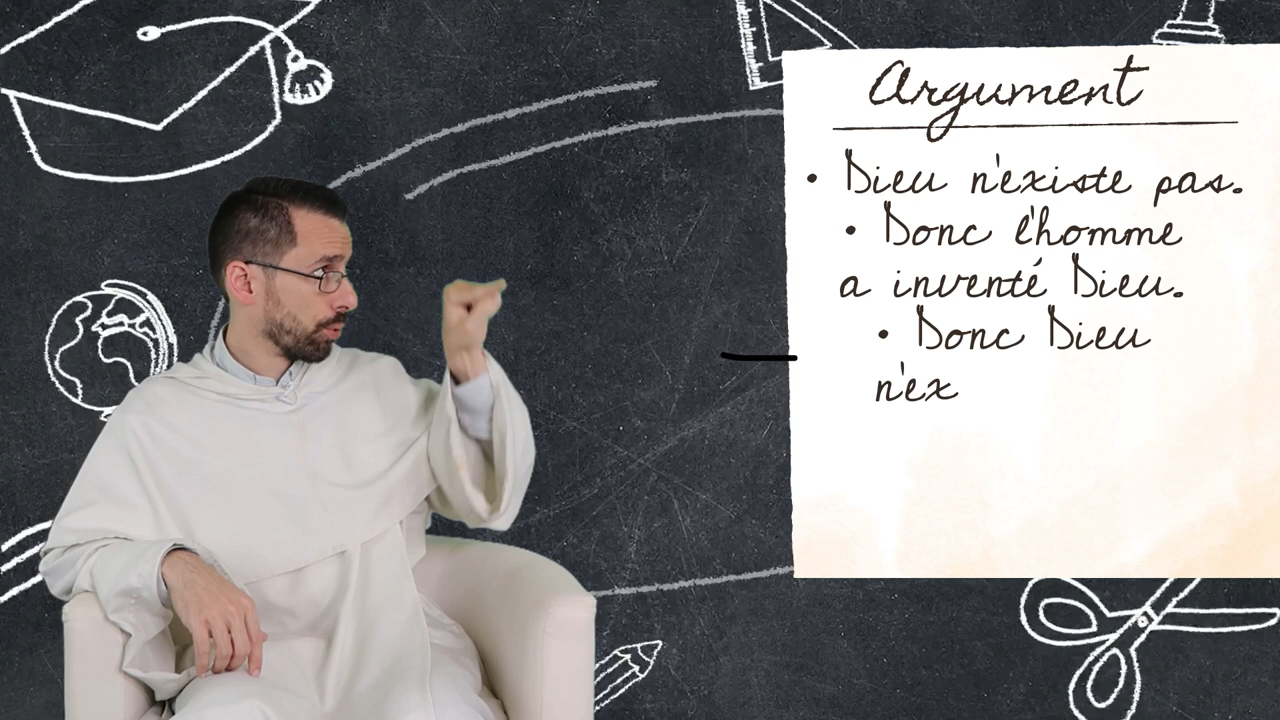 Argument
• Dieu n'existe pas.
• Donc l'homme
a inventé Dieu.
• Donc Dieu
n'ex